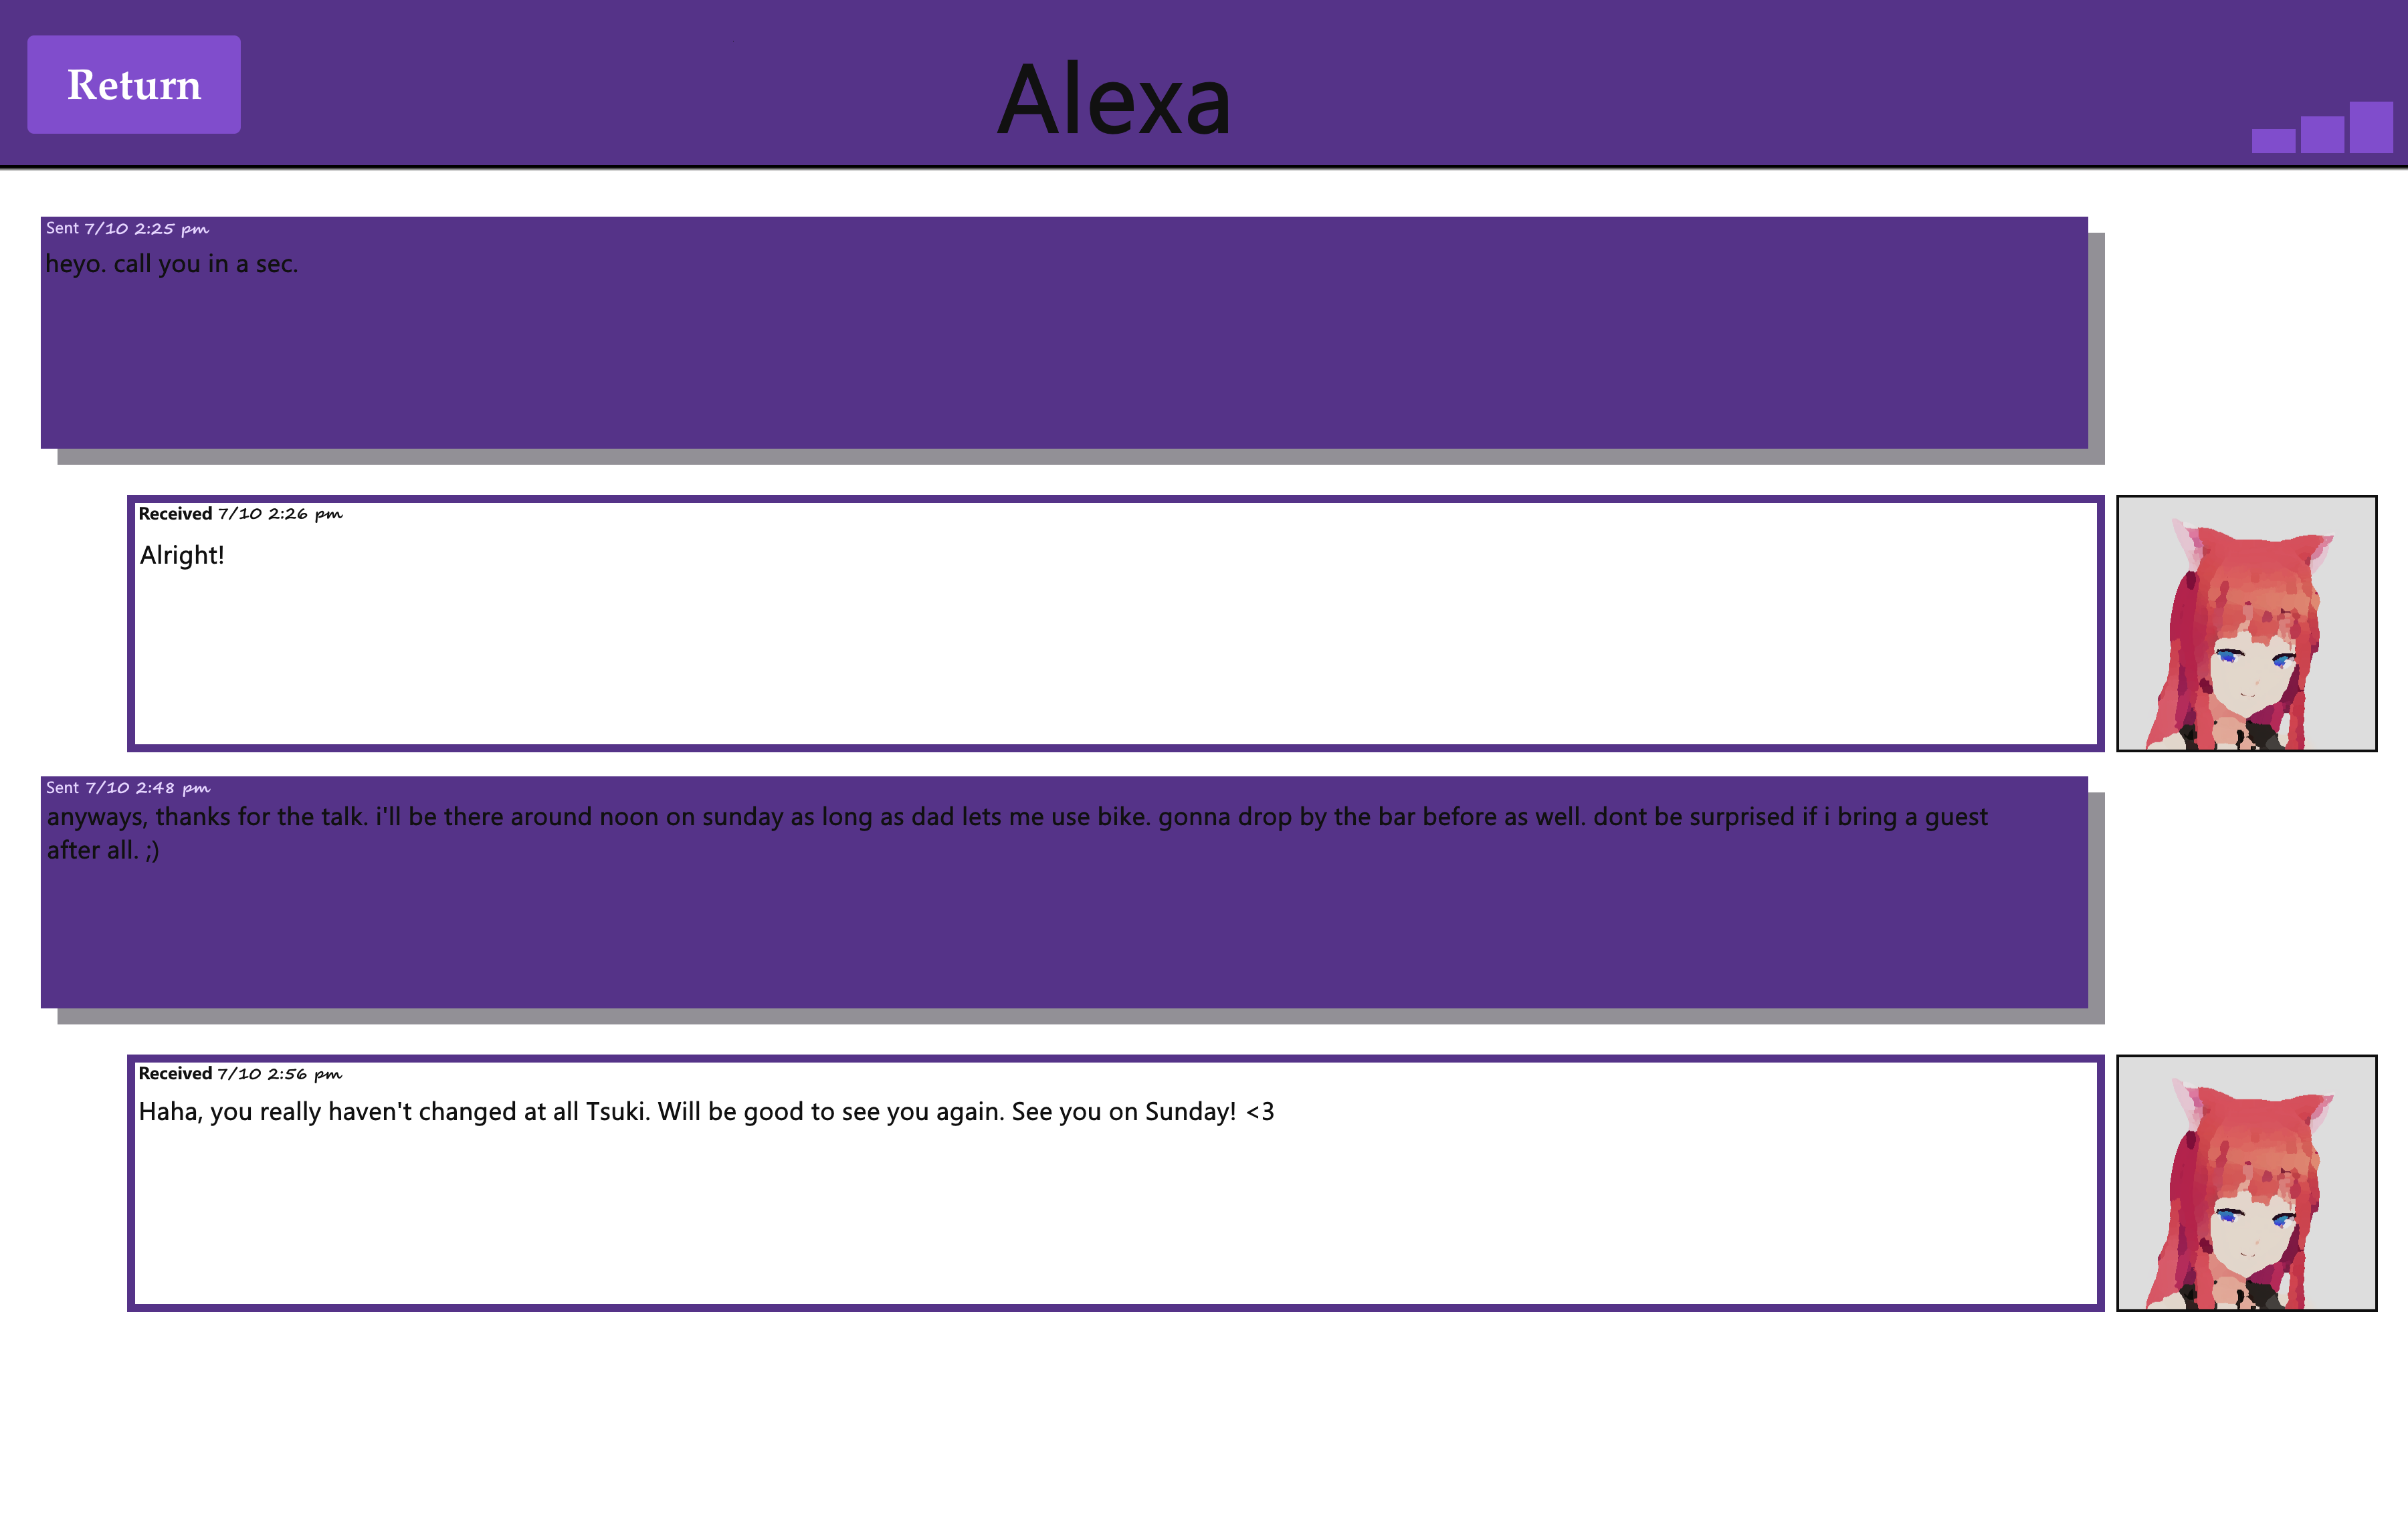 Return
Alexa
Sent 7/10 2:25 pm
heyo. call you in a sec.
Received 7/10 2:26 pm
Alright!
Sent 7/10 2:48 pm
anyways, thanks for the talk. i'll be there around noon on sunday as long as dad lets me use bike. gonna drop by the bar before as well. dont be surprised if i bring a guest
after all. ;)
Received 7/10 2:56 pm
Haha, you really haven't changed at all Tsuki. Will be good to see you again. See you on Sunday! <3